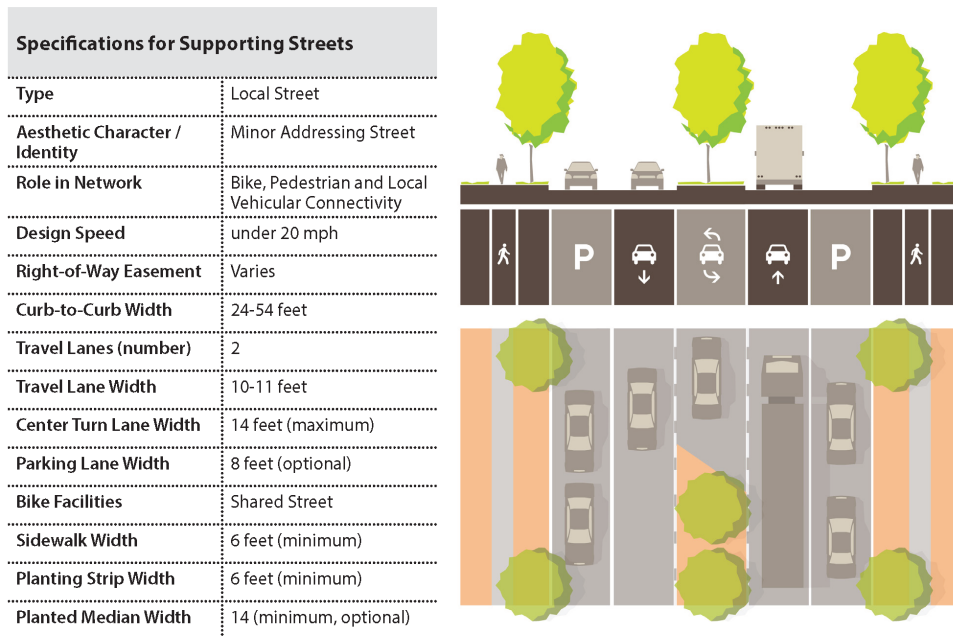 Specifications for Supporting Streets
Type Local Street
Aesthetic Character / Minor Addressing Street
Identity
Role in Network Bike, Pedestrian and Local
Vehicular Connectivity
Design Speed under 20 mph
Right-of-Way Easement Varies
Curb-to-Curb Width 24-54 feet
Travel Lanes (number) 2
Travel Lane Width 10-11 feet
Center Turn Lane Width 14 feet (maximum)
Parking Lane Width 8 feet (optional)
Bike Facilities Shared Street
Sidewalk Width 6 feet (minimum)
Planting Strip Width 6 feet (minimum)
Planted Median Width 14 (minimum, optional)
P
P